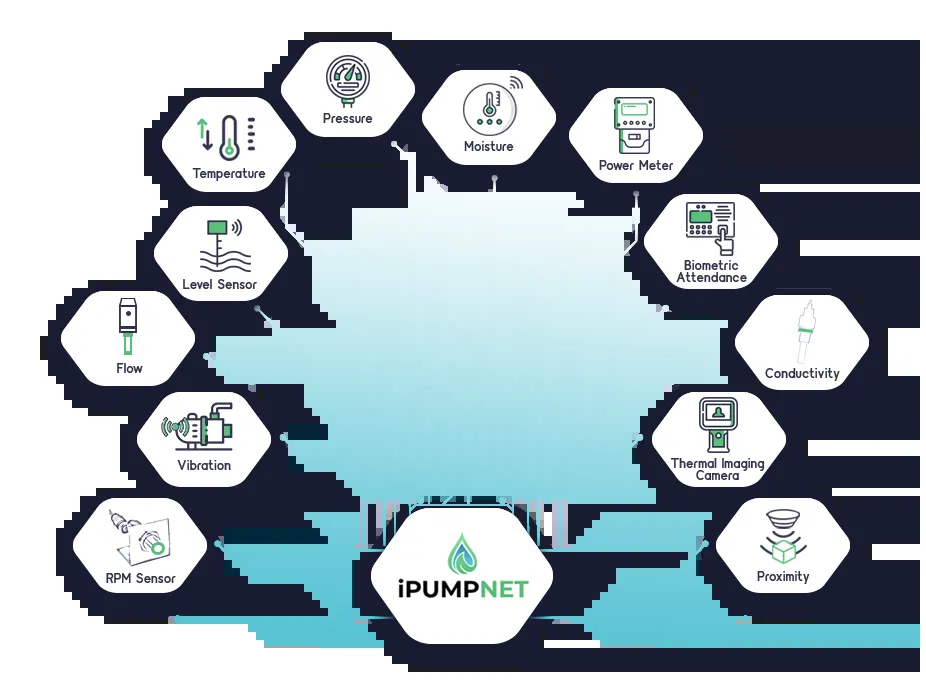 Pressure
Moisture
Power Meter
Temperature
Biometric
Attendance
Level Sensor
Flow
Conductivity
Vibration
Thermal Imaging
Camera
RPM Sensor
Proximity
iPUMPNET